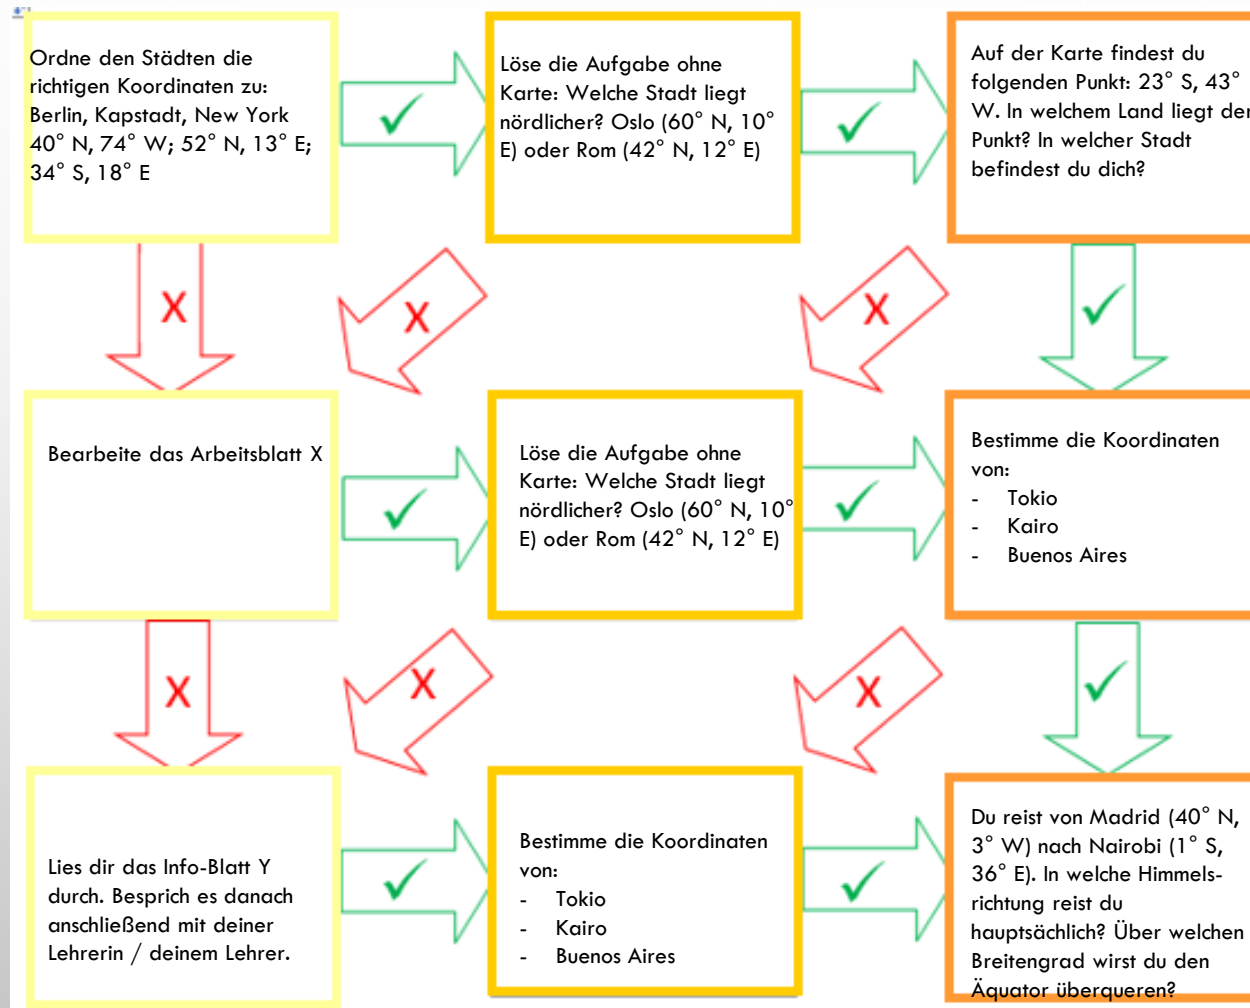 Ordne den Städten die
richtigen Koordinaten zu:
Berlin, Kapstadt, New York
40° N, 74° W; 52° N, 13° E;
34° S, 18° E
Löse die Aufgabe ohne
Karte: Welche Stadt liegt
nördlicher? Oslo (60° N, 10°
E) oder Rom (42° N, 12° E)
Auf der Karte findest du
folgenden Punkt: 23° S, 43°
W. In welchem Land liegt der
Punkt? In welcher Stadt
befindest du dich?
X
X
X
Bearbeite das Arbeitsblatt X
Löse die Aufgabe ohne
Karte: Welche Stadt liegt
nördlicher? Oslo (60° N, 10°
E) oder Rom (42° N, 12° E)
Bestimme die Koordinaten
von:
- Tokio
- Kairo
- Buenos Aires
X
X
X
Lies dir das Info-Blatt Y
durch. Besprich es danach
anschließend mit deiner
Lehrerin / deinem Lehrer.
Bestimme die Koordinaten
von:
- Tokio
- Kairo
- Buenos Aires
Du reist von Madrid (40° N,
3° W) nach Nairobi (1° S,
36° E). In welche Himmels-
richtung reist du
hauptsächlich? Über welchen
Breitengrad wirst du den
Äquator überqueren?